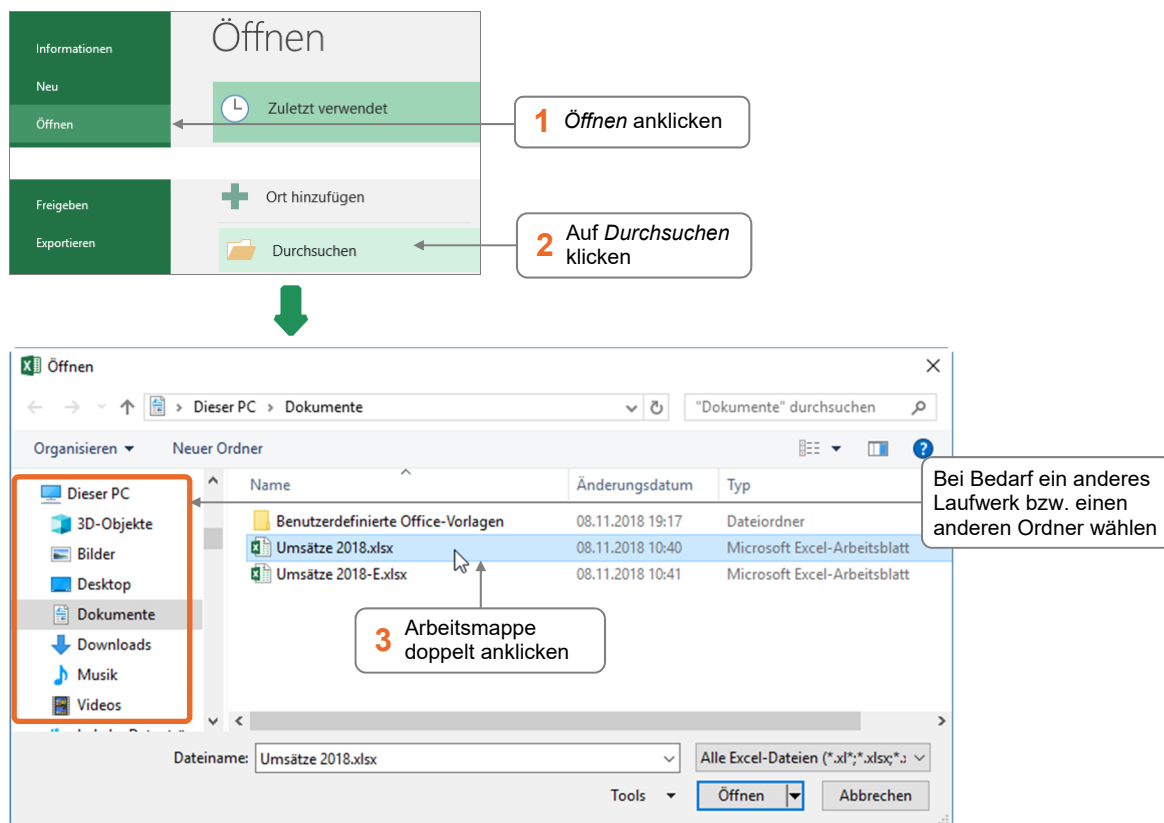 Öffnen
Informationen
Neu
Öffnen
Zuletzt verwendet
1 Öffnen anklicken
Freigeben
Exportieren
Ort hinzufügen
Durchsuchen
2 Auf Durchsuchen
klicken
Öffnen
Dieser PC > Dokumente
"Dokumente" durchsuchen
Organisieren
Neuer Ordner
?
Dieser PC
3D-Objekte
Bilder
Desktop
Dokumente
Downloads
Musik
Videos
Name Änderungsdatum Typ
Benutzerdefinierte Office-Vorlagen 08.11.2018 19:17 Dateiordner
Umsätze 2018.xlsx 08.11.2018 10:40 Microsoft Excel-Arbeitsblatt
Umsätze 2018-E.xlsx 08.11.2018 10:41 Microsoft Excel-Arbeitsblatt
Bei Bedarf ein anderes
Laufwerk bzw. einen
anderen Ordner wählen
3 Arbeitsmappe
doppelt anklicken
Dateiname: Umsätze 2018.xlsx
Alle Excel-Dateien (*.xl*;*.xlsx;*.
Tools
Öffnen
Abbrechen